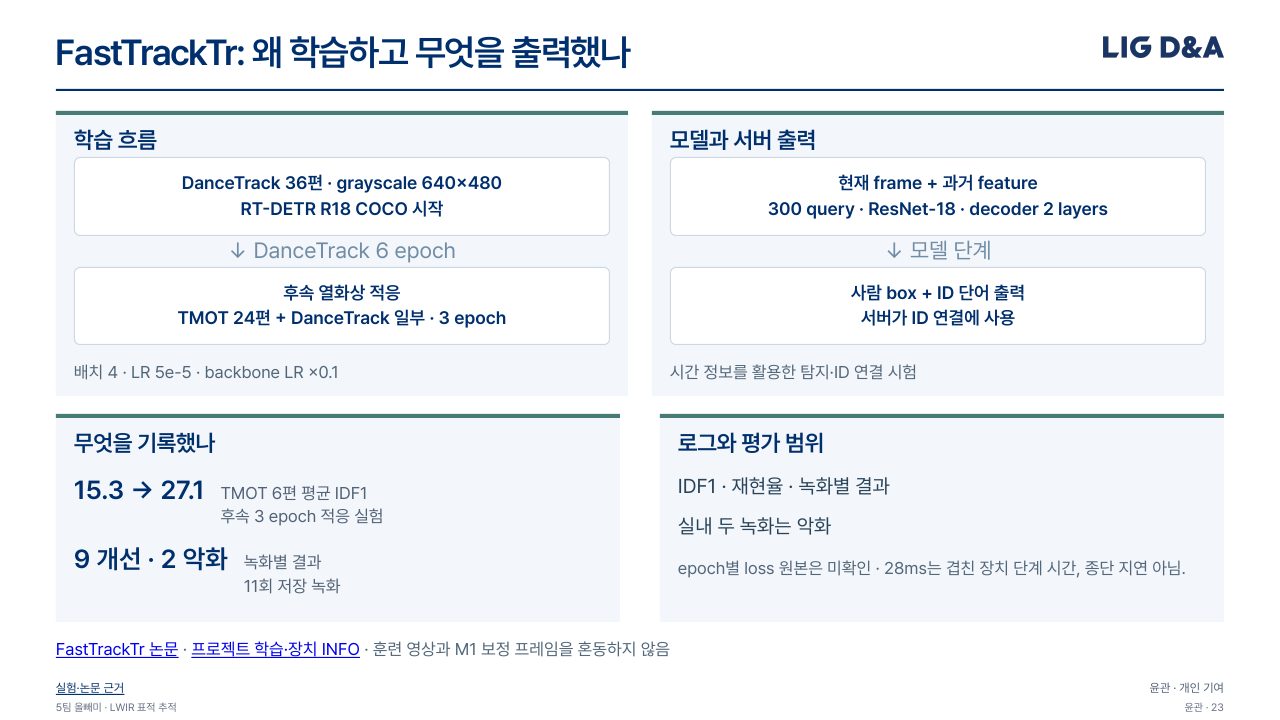 FastTrackTr: 왜 학습하고 무엇을 출력했나
LIG D&A
학습 흐름
DanceTrack 36편 · grayscale 640×480
RT-DETR R18 COCO 시작
↓ DanceTrack 6 epoch
후속 열화상 적응
TMOT 24편 + DanceTrack 일부 · 3 epoch
배치 4 · LR 5e-5 · backbone LR ×0.1
모델과 서버 출력
현재 frame + 과거 feature
300 query · ResNet-18 · decoder 2 layers
↓ 모델 단계
사람 box + ID 단어 출력
서버가 ID 연결에 사용
시간 정보를 활용한 탐지·ID 연결 시험
무엇을 기록했나
15.3 → 27.1
TMOT 6편 평균 IDF1
후속 3 epoch 적응 실험
9 개선 · 2 악화
녹화별 결과
11회 저장 녹화
로그와 평가 범위
IDF1 · 재현율 · 녹화별 결과
실내 두 녹화는 악화
epoch별 loss 원본은 미확인 · 28ms는 겹친 장치 단계 시간, 종단 지연 아님.
FastTrackTr 논문 · 프로젝트 학습·장치 INFO · 훈련 영상과 M1 보정 프레임을 혼동하지 않음
실험·논문 근거
5팀 올빼미 · LWIR 표적 추적
윤관 · 개인 기여
윤관 · 23